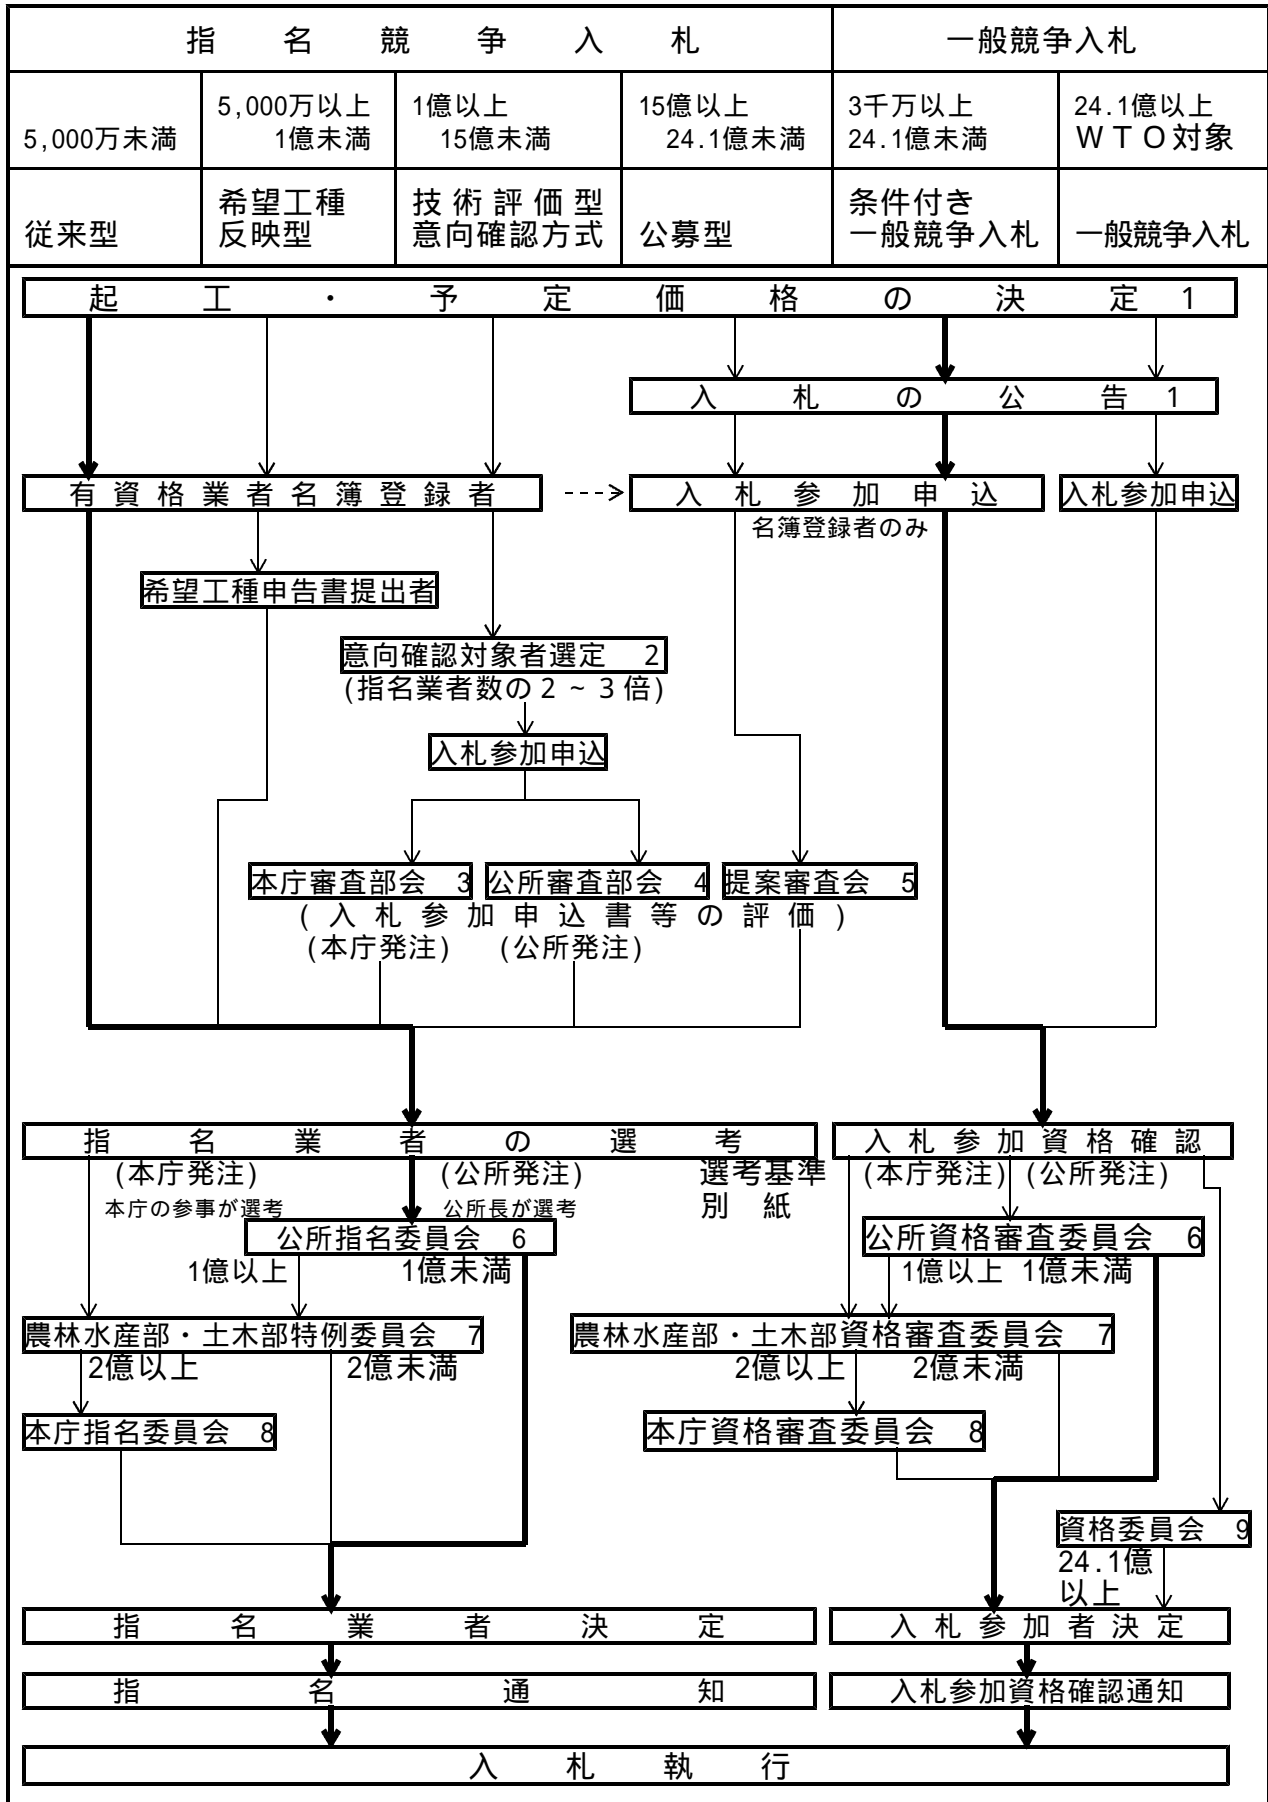 指名競争入札 一般競争入札
5,000万未満 5,000万以上1億未満 1億以上15億未満 15億以上24.1億未満 3千万以上24.1億未満 24.1億以上WTO対象
従来型 希望工種反映型 技術評価型意向確認方式 公募型 条件付き一般競争入札 一般競争入札
起工・予定価格の決定1
入札の公告1
有資格業者名簿登録者 入札参加申込 入札参加申込
名簿登録者のみ
希望工種申告書提出者
意向確認対象者選定 2
(指名業者数の2~3倍)
入札参加申込
本庁審査部会 3 公所審査部会 4 提案審査会 5
(入札参加申込書等の評価)
(本庁発注) (公所発注)
指名業者の選考 入札参加資格確認
(本庁発注) (公所発注) 選考基準 (本庁発注) (公所発注)
本庁の参事が選考 公所長が選考 別 紙
公所指名委員会 6 公所資格審査委員会 6
1億以上 1億未満 1億以上 1億未満
農林水産部・土木部特例委員会 7 農林水産部・土木部資格審査委員会 7
2億以上 2億未満 2億以上 2億未満
本庁指名委員会 8 本庁資格審査委員会 8
資格委員会 9
24.1億
以上
指名業者決定 入札参加者決定
指名通知 入札参加資格確認通知
入札執行